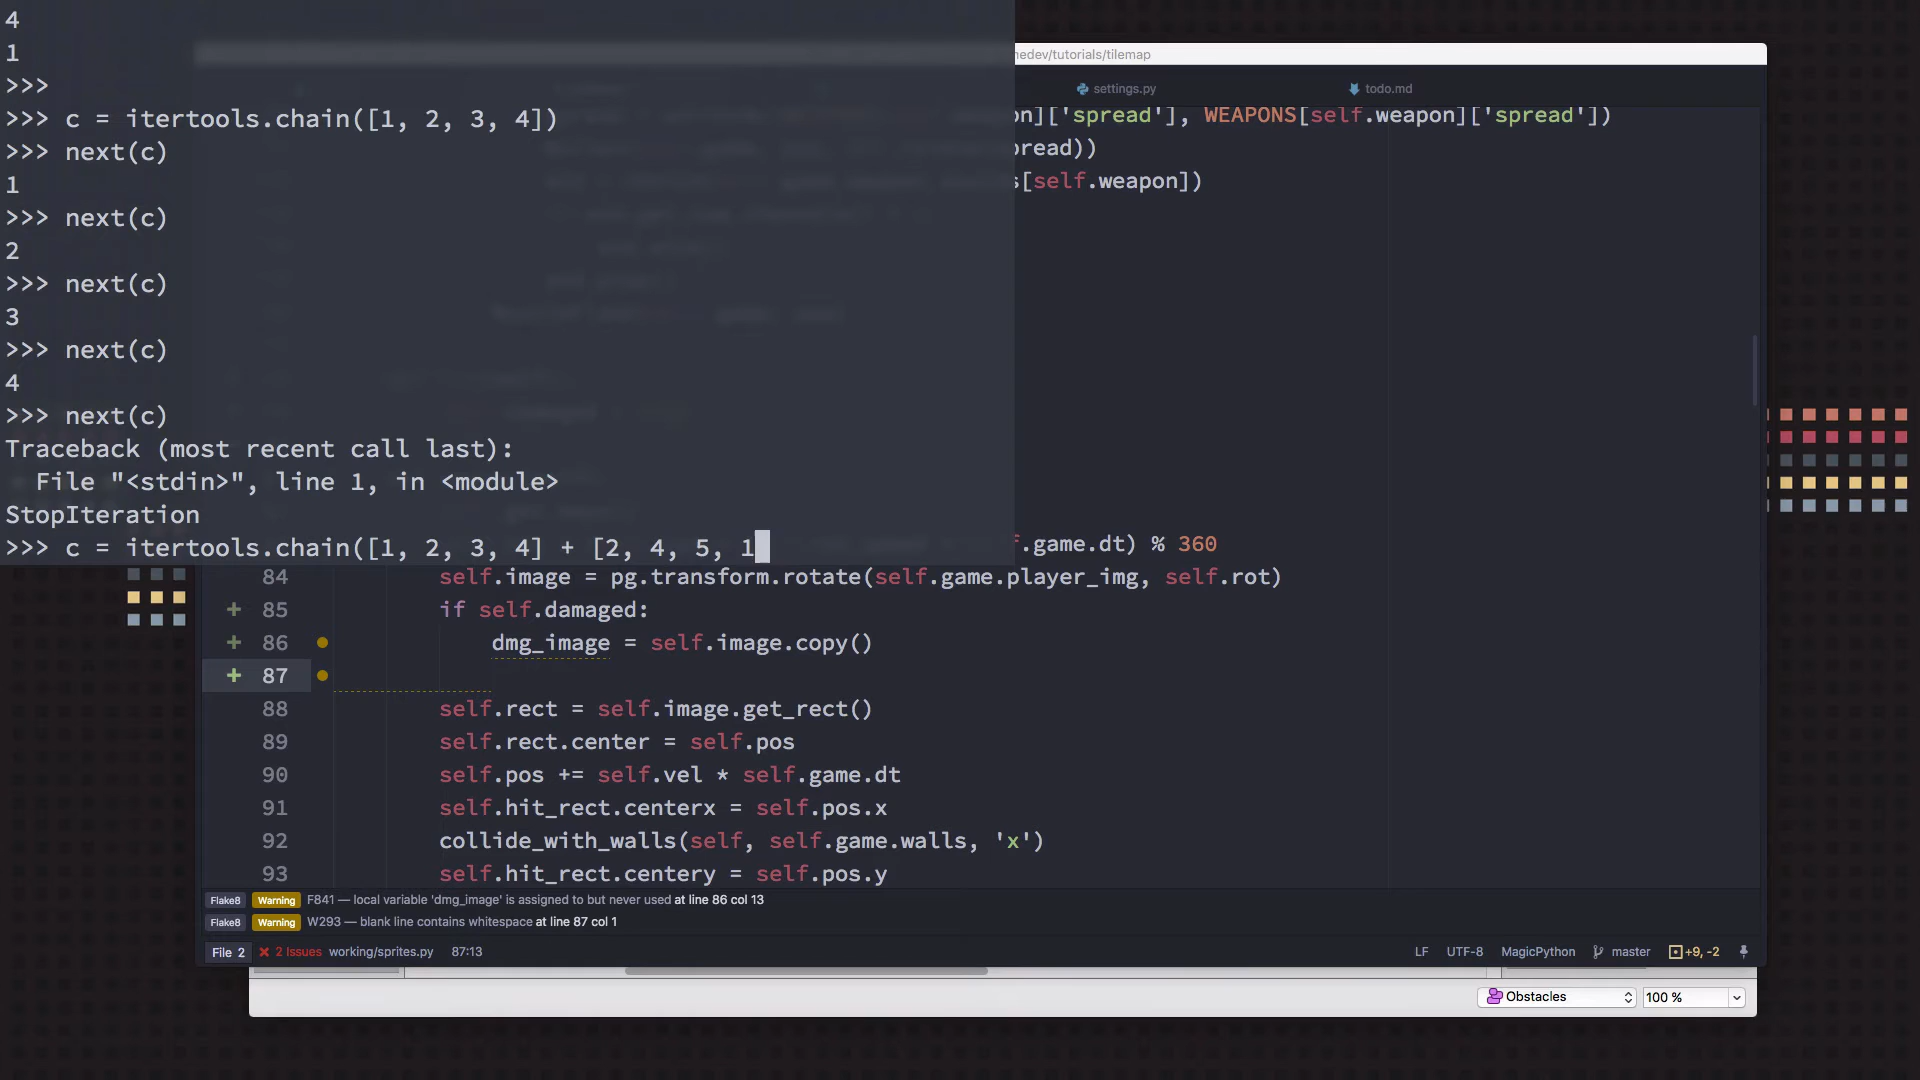 4
1
>>>
>>> c = itertools.chain([1, 2, 3, 4])
>>> next(c)
1
>>> next(c)
2
>>> next(c)
3
>>> next(c)
4
>>> next(c)
Traceback (most recent call last):
  File "<stdin>", line 1, in <module>
StopIteration
>>> c = itertools.chain([1, 2, 3, 4] + [2, 4, 5, 1
medev/tutorials/tilemap
settings.py
todo.md
]['spread'], WEAPONS[self.weapon]['spread'])
read))
[self.weapon])
.game.dt) % 360
84 self.image = pg.transform.rotate(self.game.player_img, self.rot)
+ 85 if self.damaged:
+ 86 dmg_image = self.image.copy()
+ 87
88 self.rect = self.image.get_rect()
89 self.rect.center = self.pos
90 self.pos += self.vel * self.game.dt
91 self.hit_rect.centerx = self.pos.x
92 collide_with_walls(self, self.game.walls, 'x')
93 self.hit_rect.centery = self.pos.y
Flake8 Warning F841 — local variable 'dmg_image' is assigned to but never used at line 86 col 13
Flake8 Warning W293 — blank line contains whitespace at line 87 col 1
File 2 2 Issues working/sprites.py 87:13 LF UTF-8 MagicPython master +9, -2
Obstacles 100 %